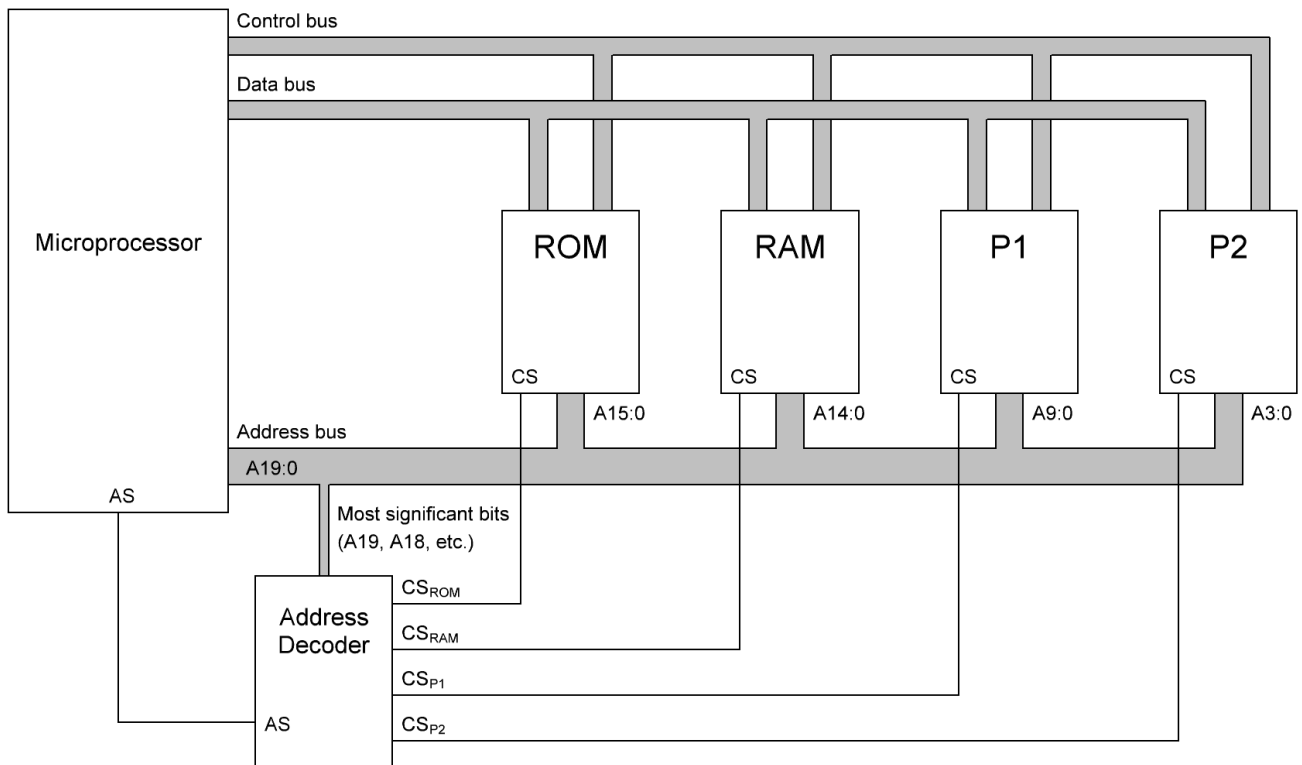 Control bus
Data bus
Microprocessor
ROM
RAM
P1
P2
CS
CS
CS
CS
A15:0
A14:0
A9:0
A3:0
Address bus
A19:0
AS
Most significant bits
(A19, A18, etc.)
CSROM
Address
Decoder
CSRAM
CSP1
AS
CSP2